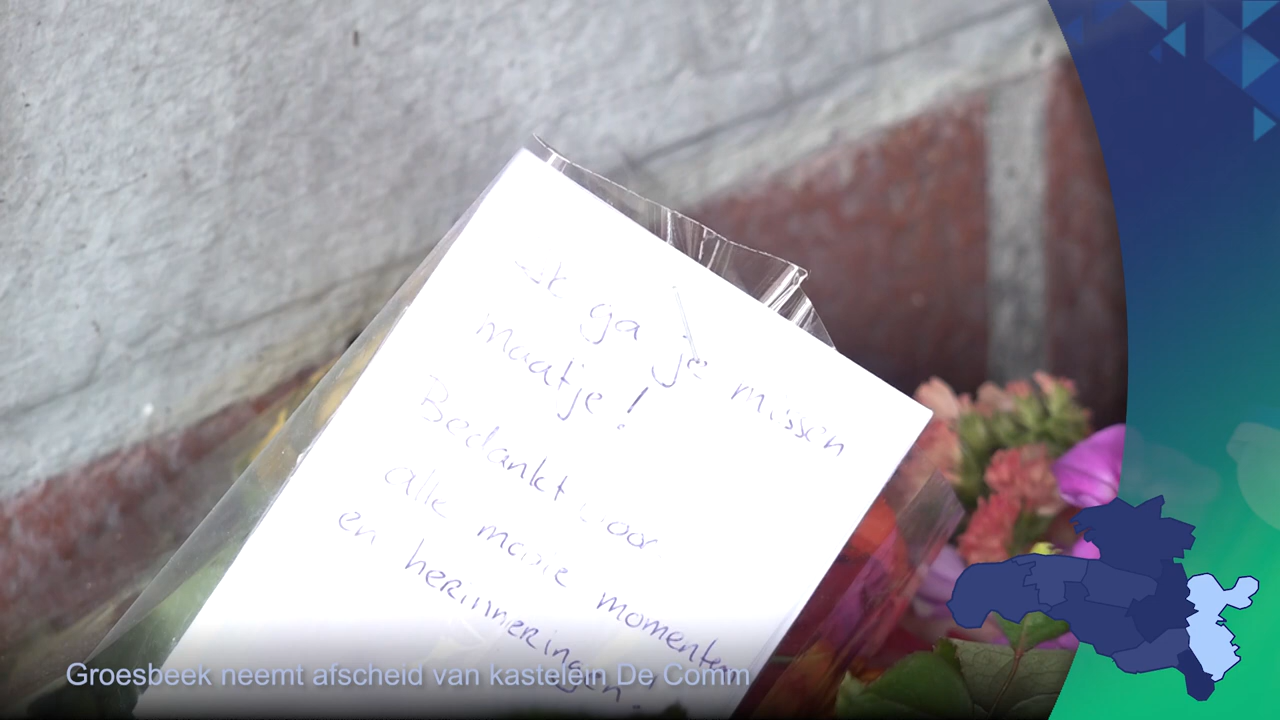 Ik ga je missen
maatje!
Bedankt voor
alle mooie momenten
en herinneringen!
Groesbeek neemt afscheid van kastelein De Comm